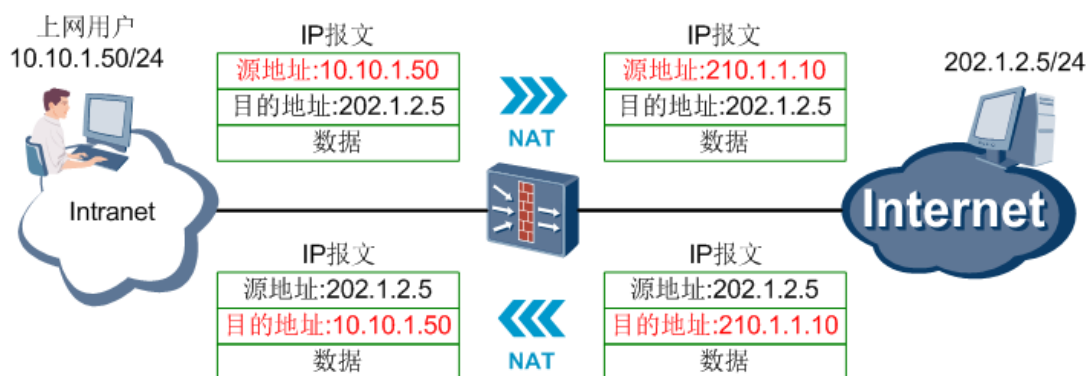 上网用户
10.10.1.50/24
IP报文
源地址:10.10.1.50
目的地址:202.1.2.5
数据
NAT
IP报文
源地址:210.1.1.10
目的地址:202.1.2.5
数据
202.1.2.5/24
Intranet
Internet
IP报文
源地址:202.1.2.5
目的地址:10.10.1.50
数据
NAT
IP报文
源地址:202.1.2.5
目的地址:210.1.1.10
数据